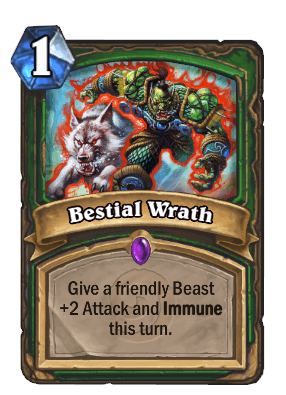 1
Bestial Wrath
Give a friendly Beast
+2 Attack and Immune
this turn.